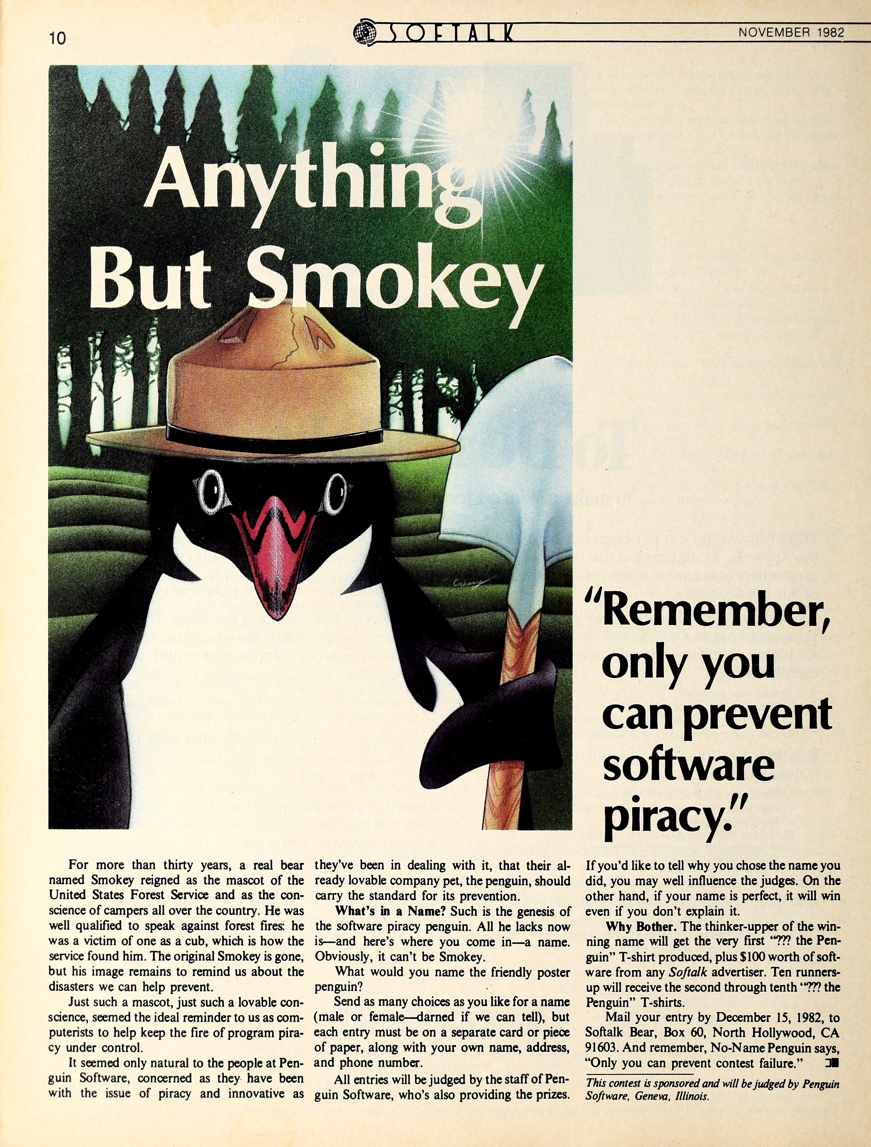 10
SOFTALK
NOVEMBER 1982
Anything
But Smokey
Cuny
“Remember,
only you
can prevent
software
piracy.”
For more than thirty years, a real bear
named Smokey reigned as the mascot of the
United States Forest Service and as the con-
science of campers all over the country. He was
well qualified to speak against forest fires: he
was a victim of one as a cub, which is how the
service found him. The original Smokey is gone,
but his image remains to remind us about the
disasters we can help prevent.
Just such a mascot, just such a lovable con-
science, seemed the ideal reminder to us as com-
puterists to help keep the fire of program pira-
cy under control.
It seemed only natural to the people at Pen-
guin Software, concerned as they have been
with the issue of piracy and innovative as
they’ve been in dealing with it, that their al-
ready lovable company pet, the penguin, should
carry the standard for its prevention.
What’s in a Name? Such is the genesis of
the software piracy penguin. All he lacks now
is—and here’s where you come in—a name.
Obviously, it can’t be Smokey.
What would you name the friendly poster
penguin?
Send as many choices as you like for a name
(male or female—darned if we can tell), but
each entry must be on a separate card or piece
of paper, along with your own name, address,
and phone number.
All entries will be judged by the staff of Pen-
guin Software, who’s also providing the prizes.
If you’d like to tell why you chose the name you
did, you may well influence the judges. On the
other hand, if your name is perfect, it will win
even if you don’t explain it.
Why Bother. The thinker-upper of the win-
ning name will get the very first “??? the Pen-
guin” T-shirt produced, plus $100 worth of soft-
ware from any Softalk advertiser. Ten runners-
up will receive the second through tenth “??? the
Penguin” T-shirts.
Mail your entry by December 15, 1982, to
Softalk Bear, Box 60, North Hollywood, CA
91603. And remember, No-Name Penguin says,
“Only you can prevent contest failure.”
This contest is sponsored and will be judged by Penguin
Software, Geneva, Illinois.